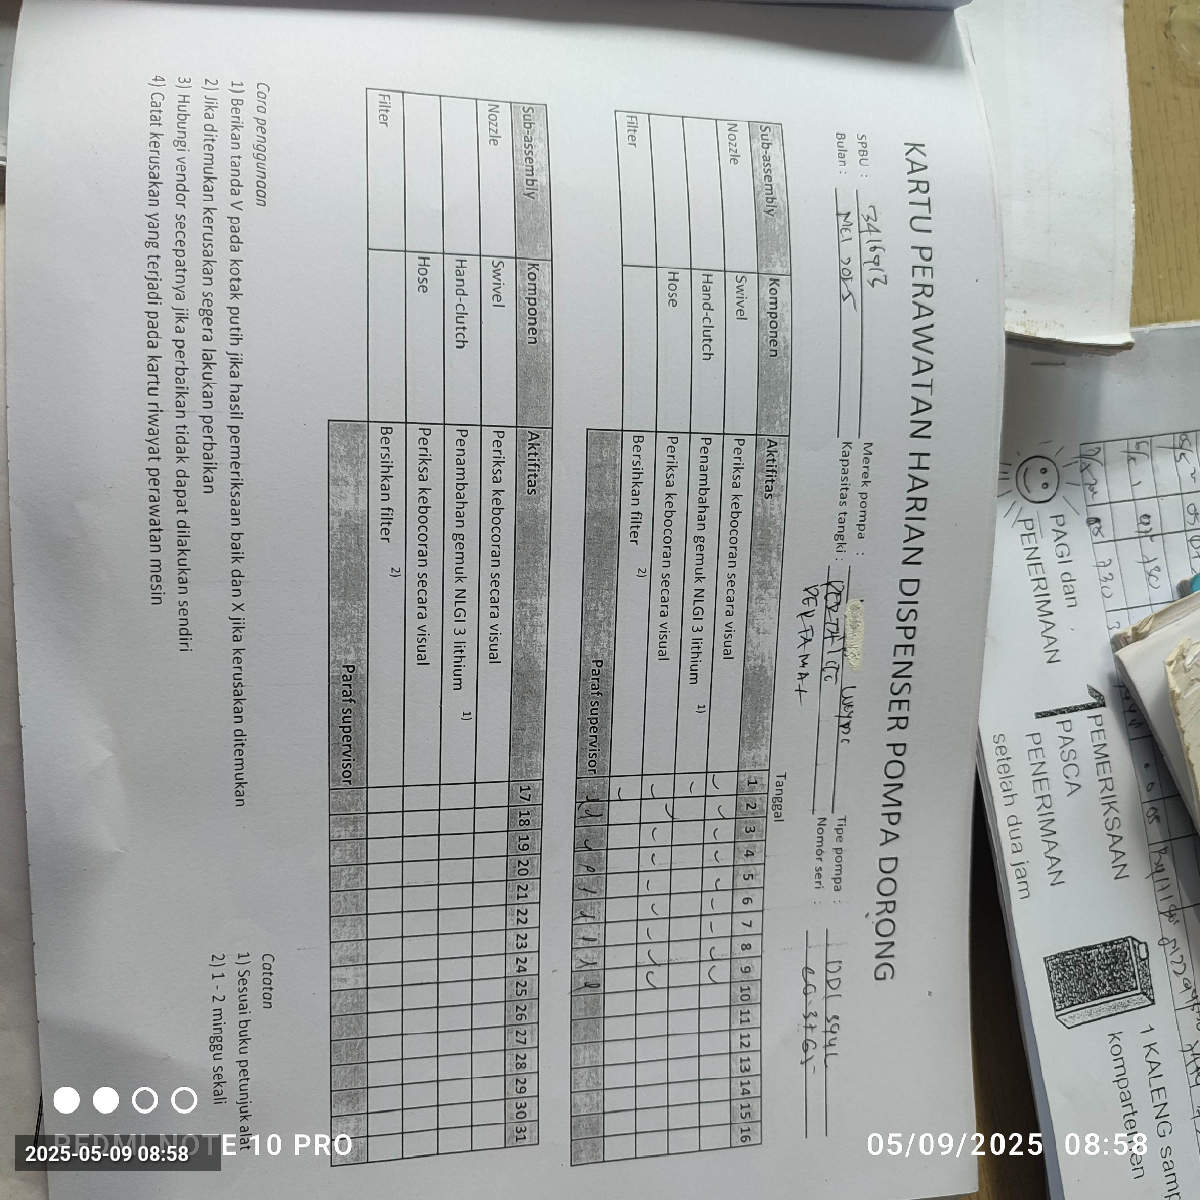 KARTU PERAWATAN HARIAN DISPENSER POMPA DORONG
SPBU : 3416913 Merek pompa : Wayne Tipe pompa :
Bulan : MEI 2025 Kapasitas tangki : Nomor seri :
PERTAMAX
Tanggal
Sub-assembly Komponen Aktifitas 1 2 3 4 5 6 7 8 9 10 11 12 13 14 15 16
Nozzle Swivel Periksa kebocoran secara visual
Hand-clutch Penambahan gemuk NLGI 3 lithium 1)
Hose Periksa kebocoran secara visual
Filter Bersihkan filter 2)
Paraf supervisor
Sub-assembly Komponen Aktifitas 17 18 19 20 21 22 23 24 25 26 27 28 29 30 31
Nozzle Swivel Periksa kebocoran secara visual
Hand-clutch Penambahan gemuk NLGI 3 lithium 1)
Hose Periksa kebocoran secara visual
Filter Bersihkan filter 2)
Paraf supervisor
Cara penggunaan
1) Berikan tanda V pada kotak putih jika hasil pemeriksaan baik dan X jika kerusakan ditemukan
2) Jika ditemukan kerusakan segera lakukan perbaikan
3) Hubungi vendor secepatnya jika perbaikan tidak dapat dilakukan sendiri
4) Catat kerusakan yang terjadi pada kartu riwayat perawatan mesin
Catatan
1) Sesuai buku petunjuk alat
2) 1 - 2 minggu sekali
PAGI dan
PENERIMAAN
1 PEMERIKSAAN
PASCA
PENERIMAAN
setelah dua jam
1 KALENG
REDMI NOTE 10 PRO
05/09/2025 08:58
2025-05-09 08:58